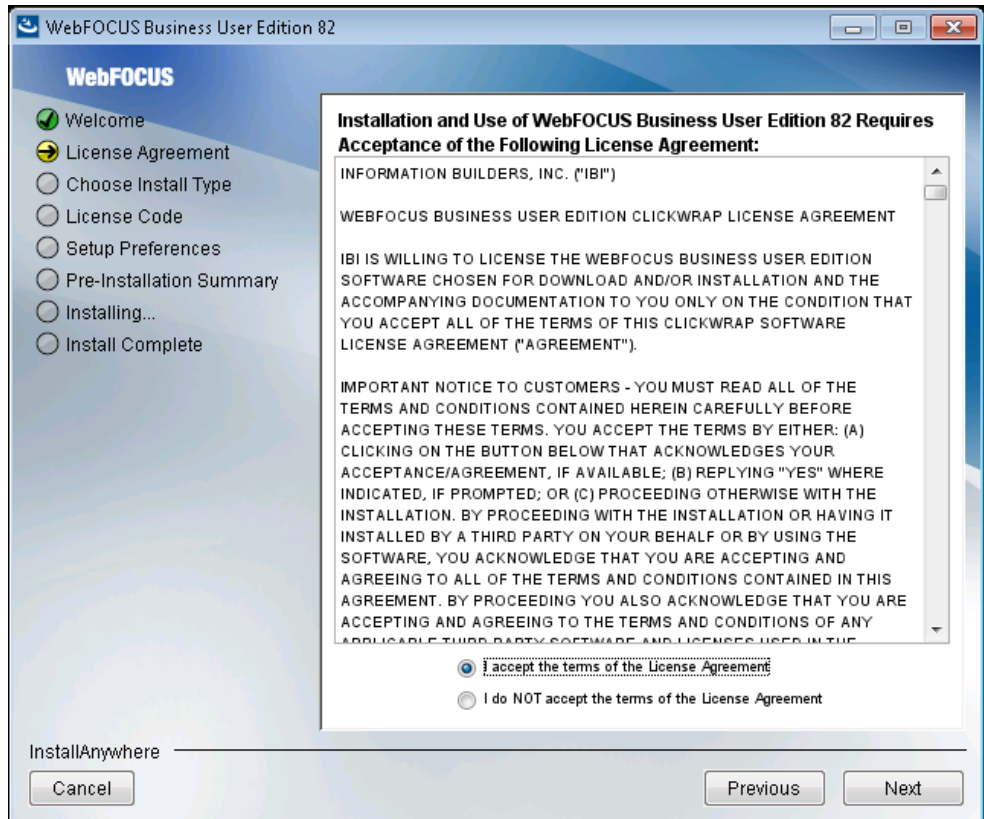 WebFOCUS Business User Edition 82
WebFOCUS
Welcome
License Agreement
Choose Install Type
License Code
Setup Preferences
Pre-Installation Summary
Installing...
Install Complete
Installation and Use of WebFOCUS Business User Edition 82 Requires
Acceptance of the Following License Agreement:
INFORMATION BUILDERS, INC. ("IBI")
WEBFOCUS BUSINESS USER EDITION CLICKWRAP LICENSE AGREEMENT
IBI IS WILLING TO LICENSE THE WEBFOCUS BUSINESS USER EDITION
SOFTWARE CHOSEN FOR DOWNLOAD AND/OR INSTALLATION AND THE
ACCOMPANYING DOCUMENTATION TO YOU ONLY ON THE CONDITION THAT
YOU ACCEPT ALL OF THE TERMS OF THIS CLICKWRAP SOFTWARE
LICENSE AGREEMENT ("AGREEMENT").
IMPORTANT NOTICE TO CUSTOMERS - YOU MUST READ ALL OF THE
TERMS AND CONDITIONS CONTAINED HEREIN CAREFULLY BEFORE
ACCEPTING THESE TERMS. YOU ACCEPT THE TERMS BY EITHER: (A)
CLICKING ON THE BUTTON BELOW THAT ACKNOWLEDGES YOUR
ACCEPTANCE/AGREEMENT, IF AVAILABLE; (B) REPLYING "YES" WHERE
INDICATED, IF PROMPTED; OR (C) PROCEEDING OTHERWISE WITH THE
INSTALLATION. BY PROCEEDING WITH THE INSTALLATION OR HAVING IT
INSTALLED BY A THIRD PARTY ON YOUR BEHALF OR BY USING THE
SOFTWARE, YOU ACKNOWLEDGE THAT YOU ARE ACCEPTING AND
AGREEING TO ALL OF THE TERMS AND CONDITIONS CONTAINED IN THIS
AGREEMENT. BY PROCEEDING YOU ALSO ACKNOWLEDGE THAT YOU ARE
ACCEPTING AND AGREEING TO THE TERMS AND CONDITIONS OF ANY
APPLICABLE THIRD PARTY SOFTWARE AND LICENSES USED IN THE
I accept the terms of the License Agreement
I do NOT accept the terms of the License Agreement
InstallAnywhere
Cancel
Previous
Next